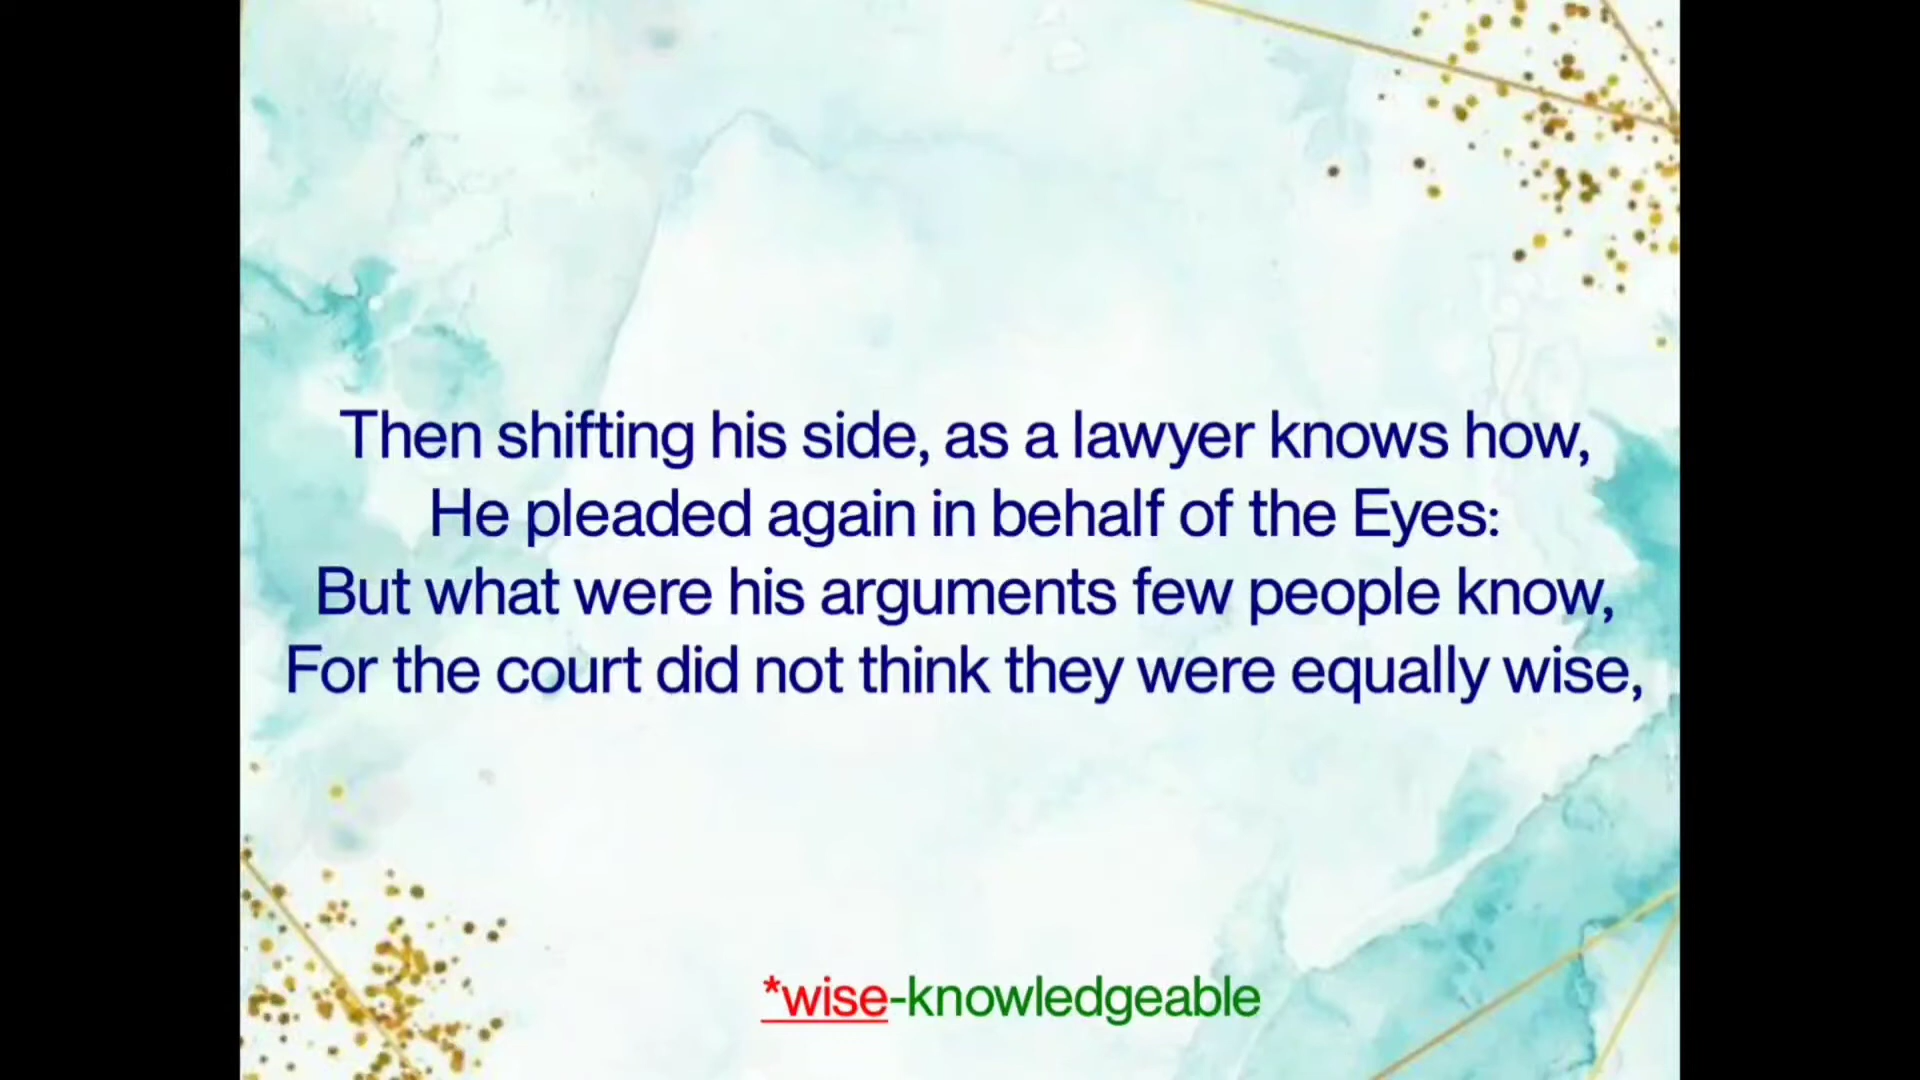 Then shifting his side, as a lawyer knows how,
He pleaded again in behalf of the Eyes:
But what were his arguments few people know,
For the court did not think they were equally wise,
*wise-knowledgeable